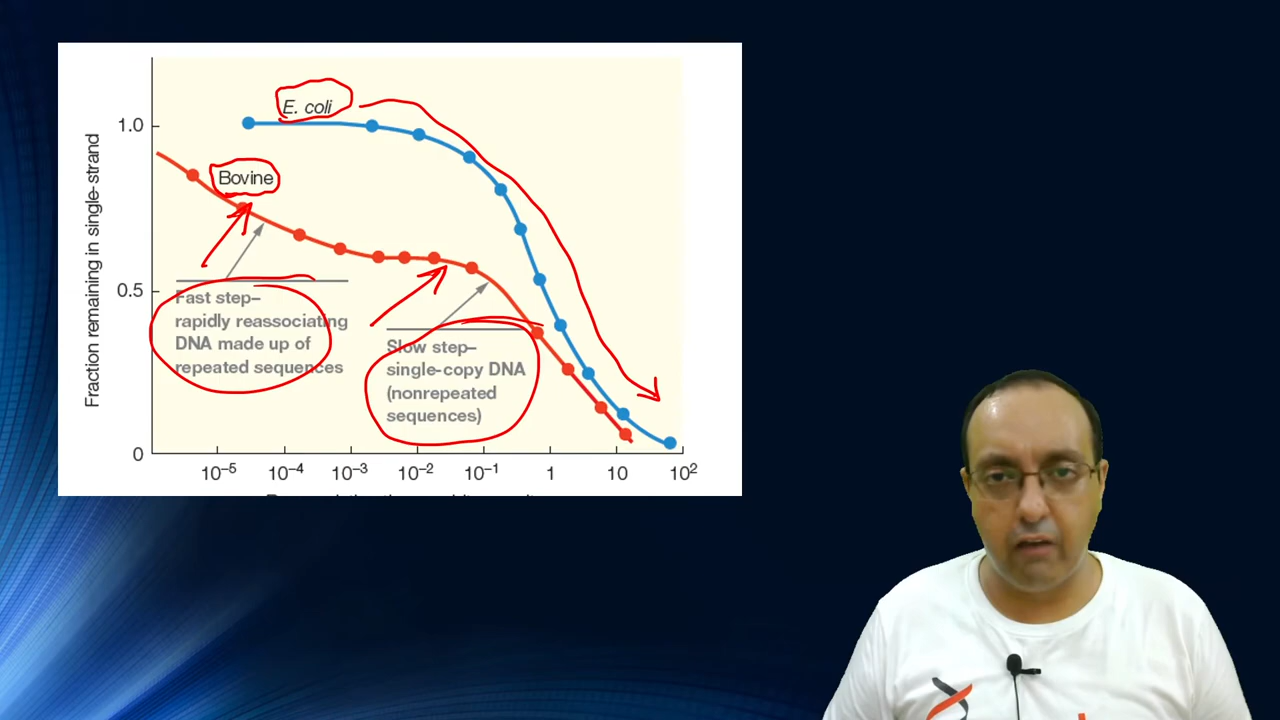 Fraction remaining in single-strand
1.0
0.5
0
E. coli
Bovine
Fast step–
rapidly reassociating
DNA made up of
repeated sequences
Slow step–
single-copy DNA
(nonrepeated
sequences)
10–5 10–4 10–3 10–2 10–1 1 10 102